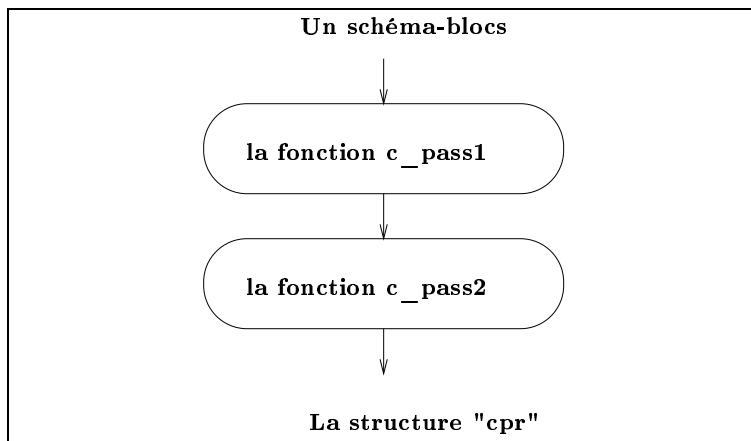 Un schéma-blocs
la fonction c_pass1
la fonction c_pass2
La structure "cpr"